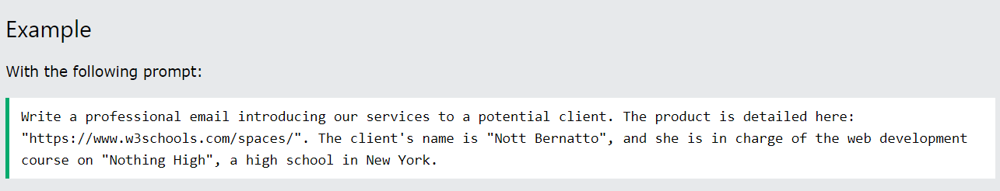 Example
With the following prompt:
Write a professional email introducing our services to a potential client. The product is detailed here:
"https://www.w3schools.com/spaces/". The client's name is "Nott Bernatto", and she is in charge of the web development
course on "Nothing High", a high school in New York.